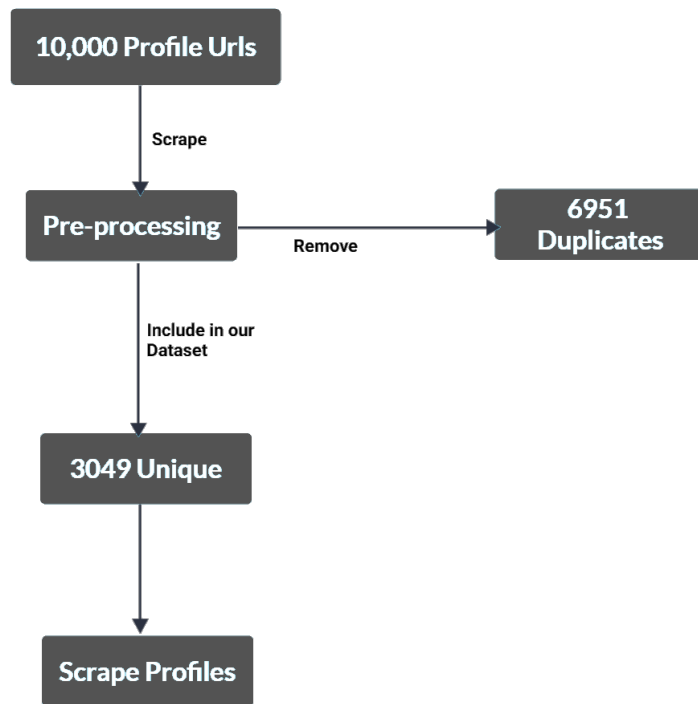 10,000 Profile Urls
Scrape
Pre-processing
Remove
6951
Duplicates
Include in our
Dataset
3049 Unique
Scrape Profiles